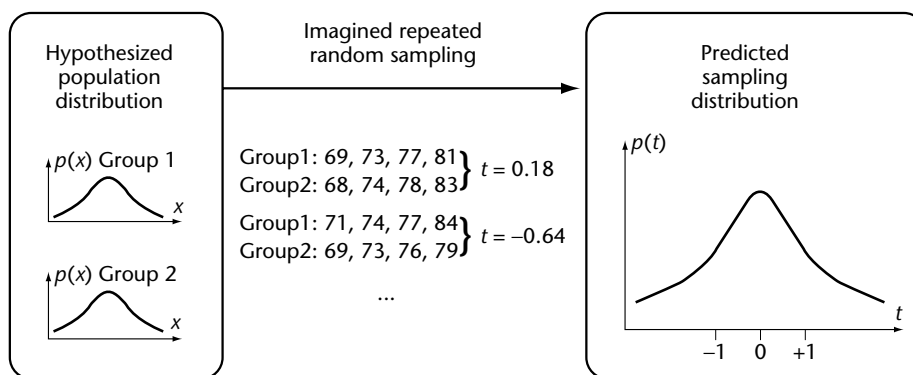 Hypothesized
population
distribution
p(x) Group 1
x
p(x) Group 2
x
Imagined repeated
random sampling
Group1: 69, 73, 77, 81
Group2: 68, 74, 78, 83
} t = 0.18
Group1: 71, 74, 77, 84
Group2: 69, 73, 76, 79
} t = –0.64
...
Predicted
sampling
distribution
p(t)
t
–1 0 +1